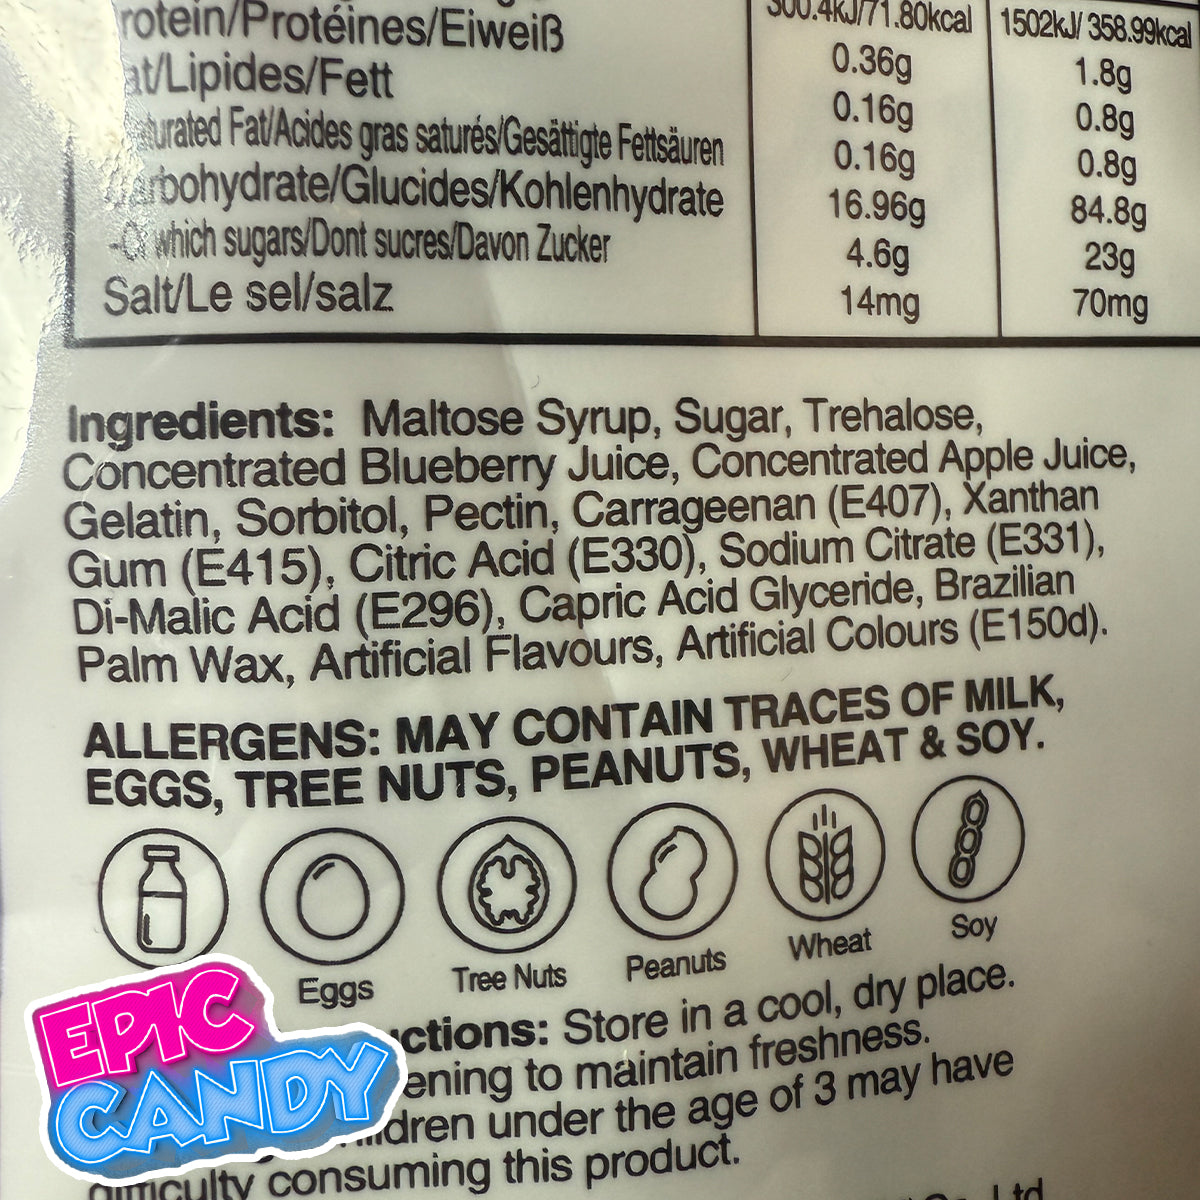 300.4kJ/71.80kcal 1502kJ/ 358.99kcal
rotein/Protéines/Eiweiß 0.36g 1.8g
at/Lipides/Fett 0.16g 0.8g
urated Fat/Acides gras saturés/Gesättigte Fettsäuren 0.16g 0.8g
arbohydrate/Glucides/Kohlenhydrate 16.96g 84.8g
-Of which sugars/Dont sucres/Davon Zucker 4.6g 23g
Salt/Le sel/salz 14mg 70mg
Ingredients: Maltose Syrup, Sugar, Trehalose,
Concentrated Blueberry Juice, Concentrated Apple Juice,
Gelatin, Sorbitol, Pectin, Carrageenan (E407), Xanthan
Gum (E415), Citric Acid (E330), Sodium Citrate (E331),
Di-Malic Acid (E296), Capric Acid Glyceride, Brazilian
Palm Wax, Artificial Flavours, Artificial Colours (E150d).
ALLERGENS: MAY CONTAIN TRACES OF MILK,
EGGS, TREE NUTS, PEANUTS, WHEAT & SOY.
Eggs Tree Nuts Peanuts Wheat Soy
uctions: Store in a cool, dry place.
ening to maintain freshness.
ildren under the age of 3 may have
difficulty consuming this product.
Ltd
EPIC
CANDY